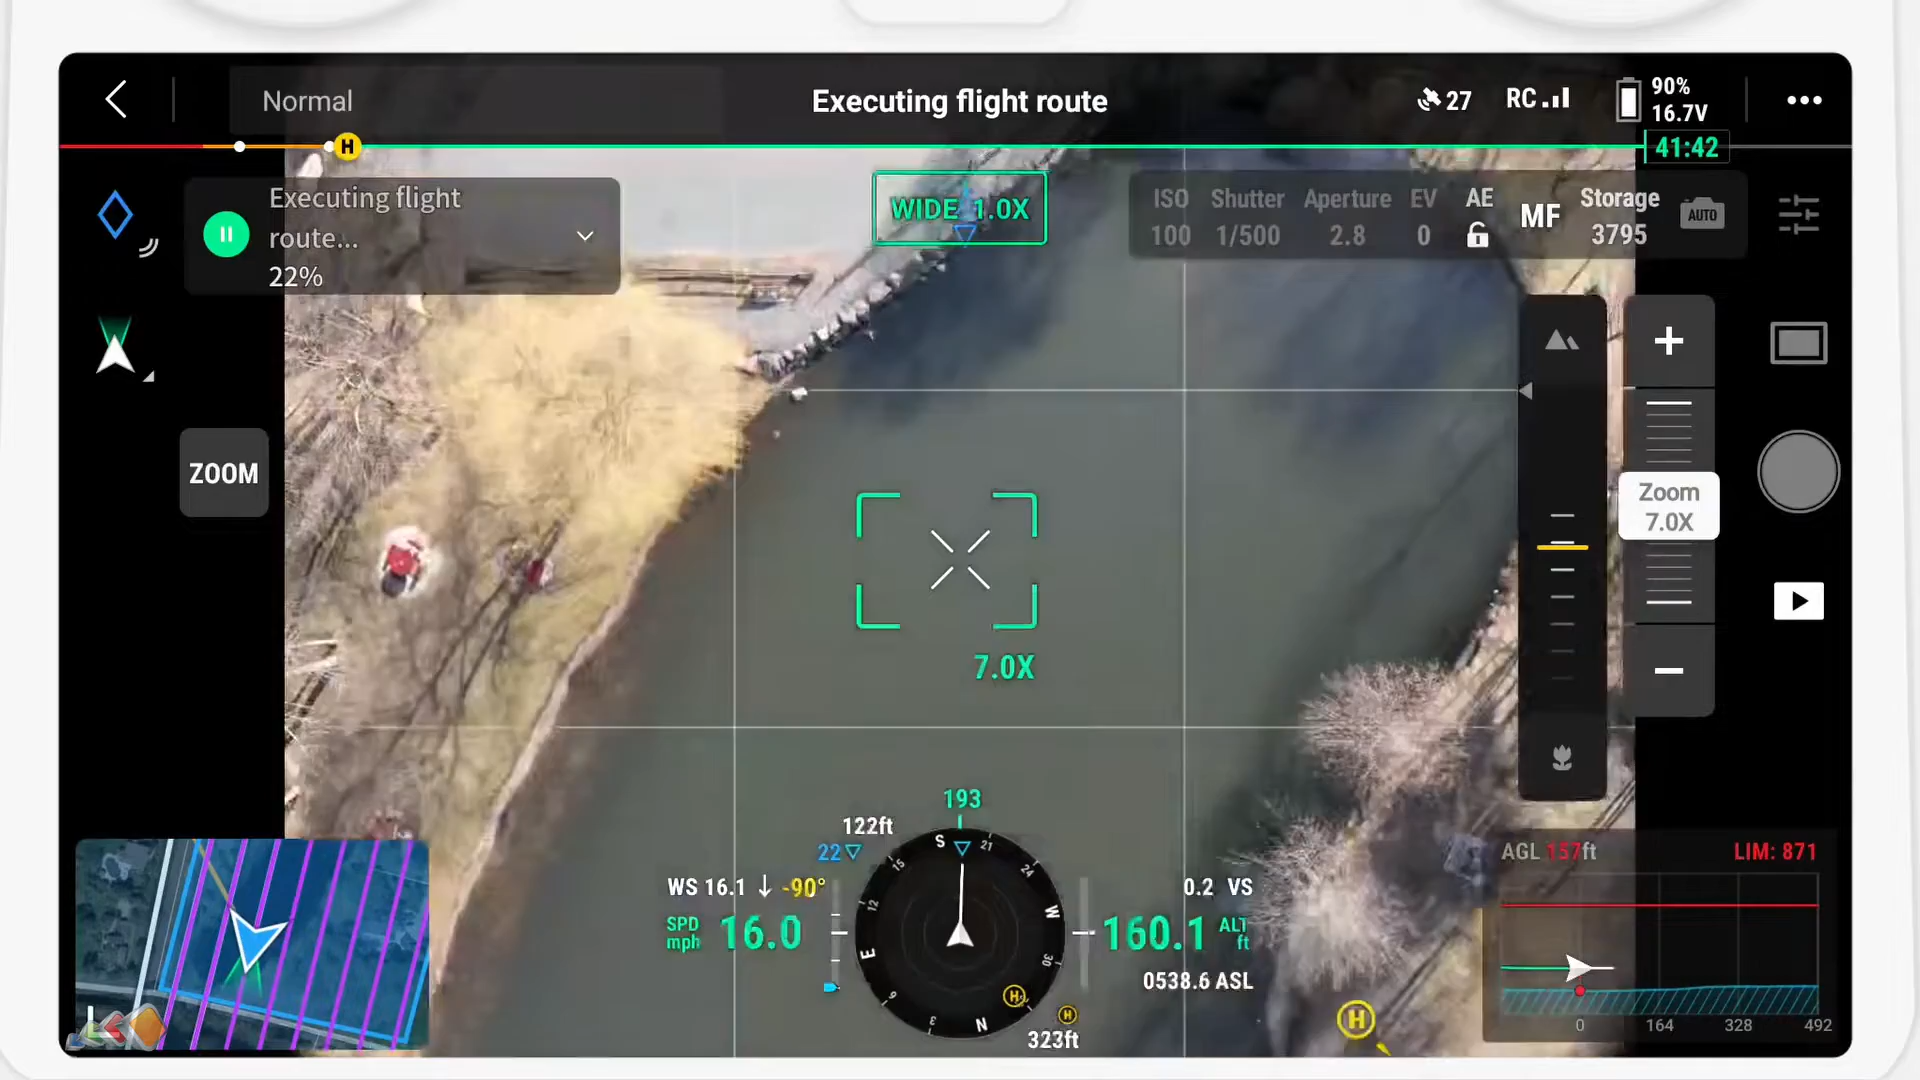 Normal
Executing flight route
27
RC
90%
16.7V
41:42
Executing flight
route...
22%
WIDE 1.0X
ISO
100
Shutter
1/500
Aperture
2.8
EV
0
AE
MF
Storage
3795
AUTO
ZOOM
Zoom
7.0X
7.0X
193
122ft
22
WS 16.1 ↓ -90°
SPD
mph
16.0
S
21
24
W
30
N
3
6
E
12
15
H
H
323ft
0.2 VS
160.1 ALT
ft
0538.6 ASL
H
H
AGL 157ft
LIM: 871
0
164
328
492